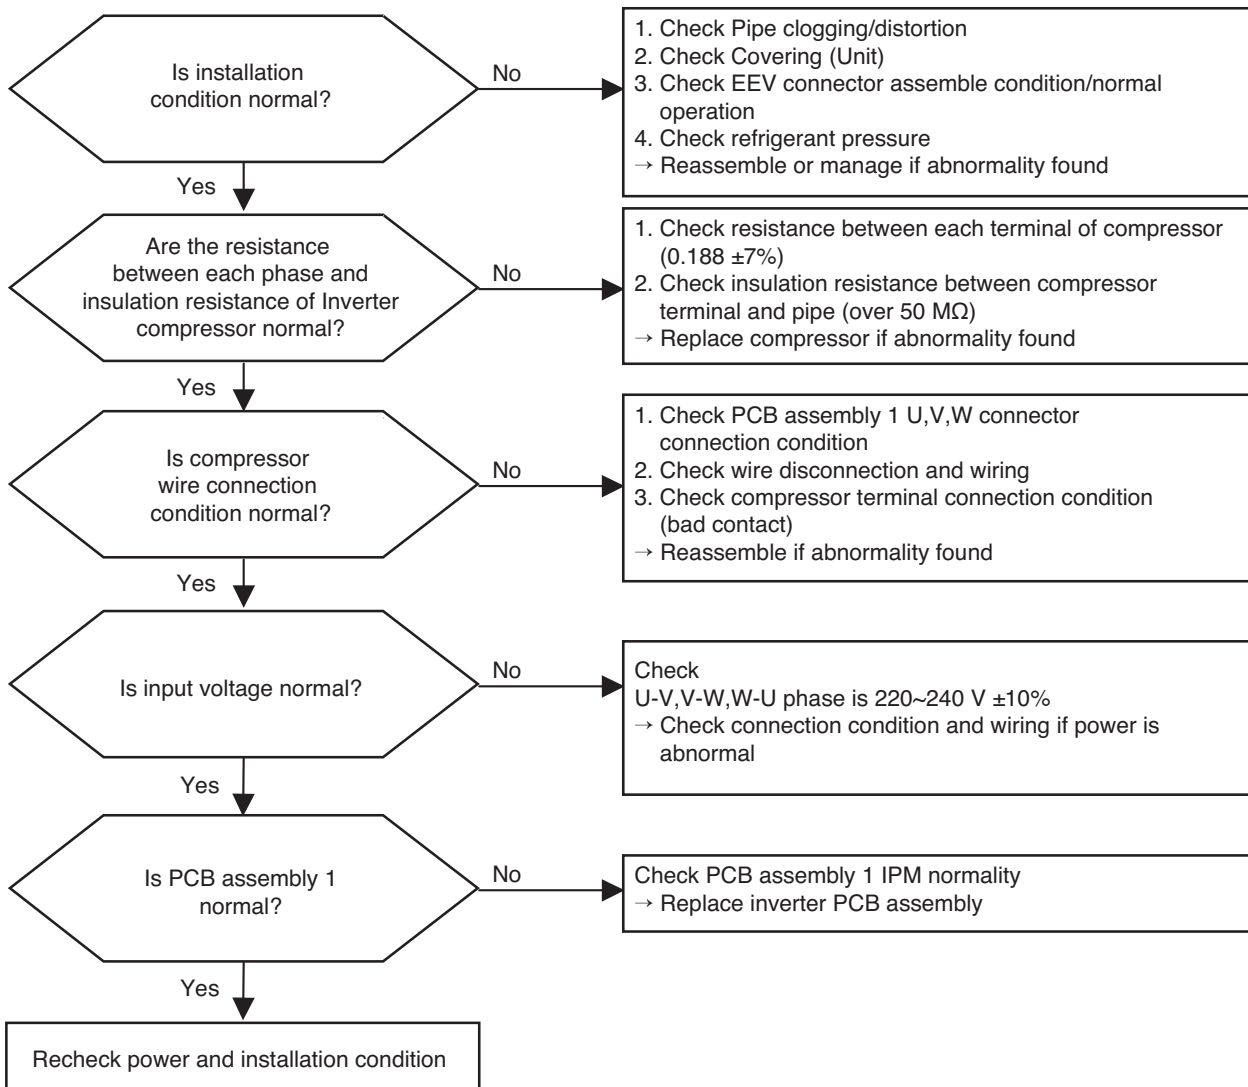 Is installation
condition normal?
No
1. Check Pipe clogging/distortion
2. Check Covering (Unit)
3. Check EEV connector assemble condition/normal
operation
4. Check refrigerant pressure
→ Reassemble or manage if abnormality found
Yes
Are the resistance
between each phase and
insulation resistance of Inverter
compressor normal?
No
1. Check resistance between each terminal of compressor
(0.188 ±7%)
2. Check insulation resistance between compressor
terminal and pipe (over 50 MΩ)
→ Replace compressor if abnormality found
Yes
Is compressor
wire connection
condition normal?
No
1. Check PCB assembly 1 U,V,W connector
connection condition
2. Check wire disconnection and wiring
3. Check compressor terminal connection condition
(bad contact)
→ Reassemble if abnormality found
Yes
Is input voltage normal?
No
Check
U-V,V-W,W-U phase is 220~240 V ±10%
→ Check connection condition and wiring if power is
abnormal
Yes
Is PCB assembly 1
normal?
No
Check PCB assembly 1 IPM normality
→ Replace inverter PCB assembly
Yes
Recheck power and installation condition